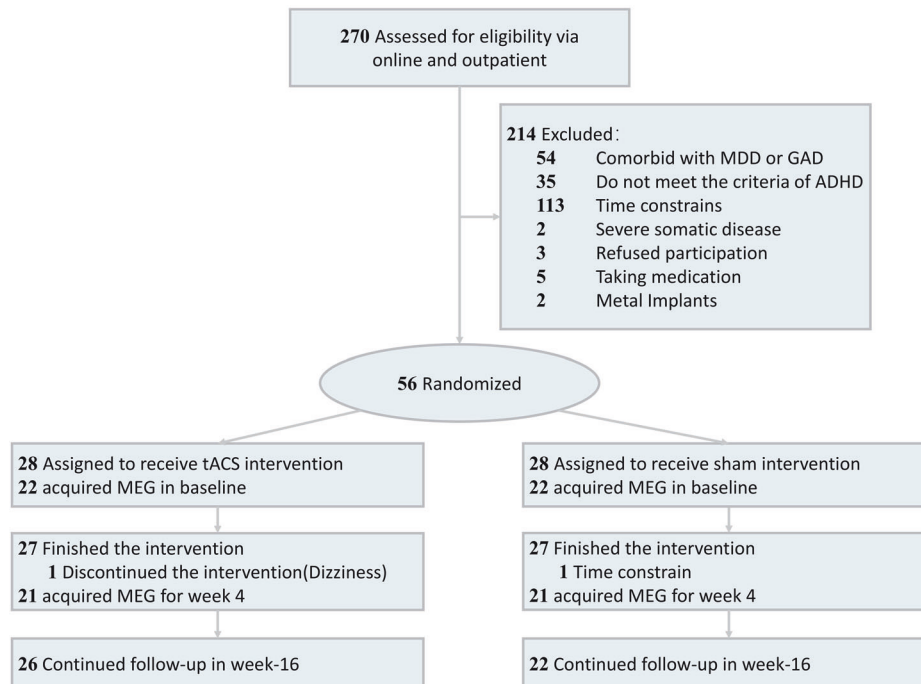 270 Assessed for eligibility via
online and outpatient
214 Excluded:
54 Comorbid with MDD or GAD
35 Do not meet the criteria of ADHD
113 Time constrains
2 Severe somatic disease
3 Refused participation
5 Taking medication
2 Metal Implants
56 Randomized
28 Assigned to receive tACS intervention
22 acquired MEG in baseline
28 Assigned to receive sham intervention
22 acquired MEG in baseline
27 Finished the intervention
1 Discontinued the intervention(Dizziness)
21 acquired MEG for week 4
27 Finished the intervention
1 Time constrain
21 acquired MEG for week 4
26 Continued follow-up in week-16
22 Continued follow-up in week-16